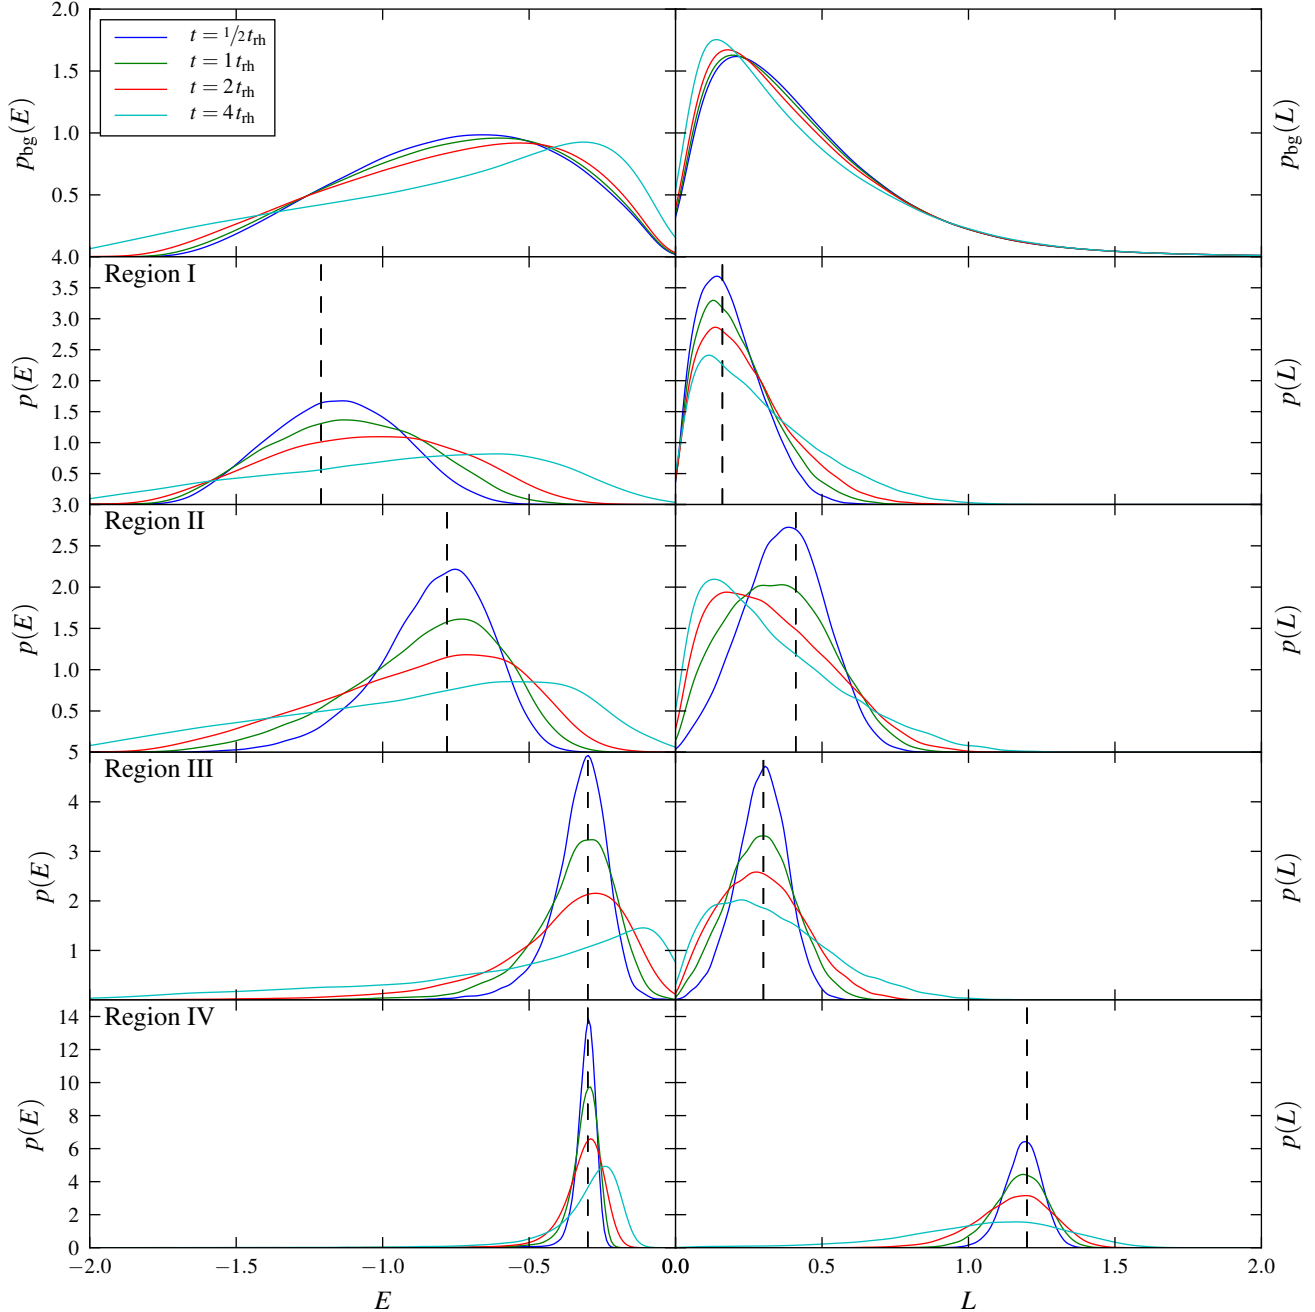 2.0
1.5
1.0
0.5
4.0
p_bg(E)
t = 1/2 t_rh
t = 1 t_rh
t = 2 t_rh
t = 4 t_rh
p_bg(L)
Region I
3.5
3.0
2.5
2.0
1.5
1.0
0.5
3.0
p(E)
p(L)
Region II
2.5
2.0
1.5
1.0
0.5
5
p(E)
p(L)
Region III
4
3
2
1
p(E)
p(L)
Region IV
14
12
10
8
6
4
2
0
p(E)
p(L)
−2.0 −1.5 −1.0 −0.5 0.0 0.0 0.5 1.0 1.5 2.0
E L